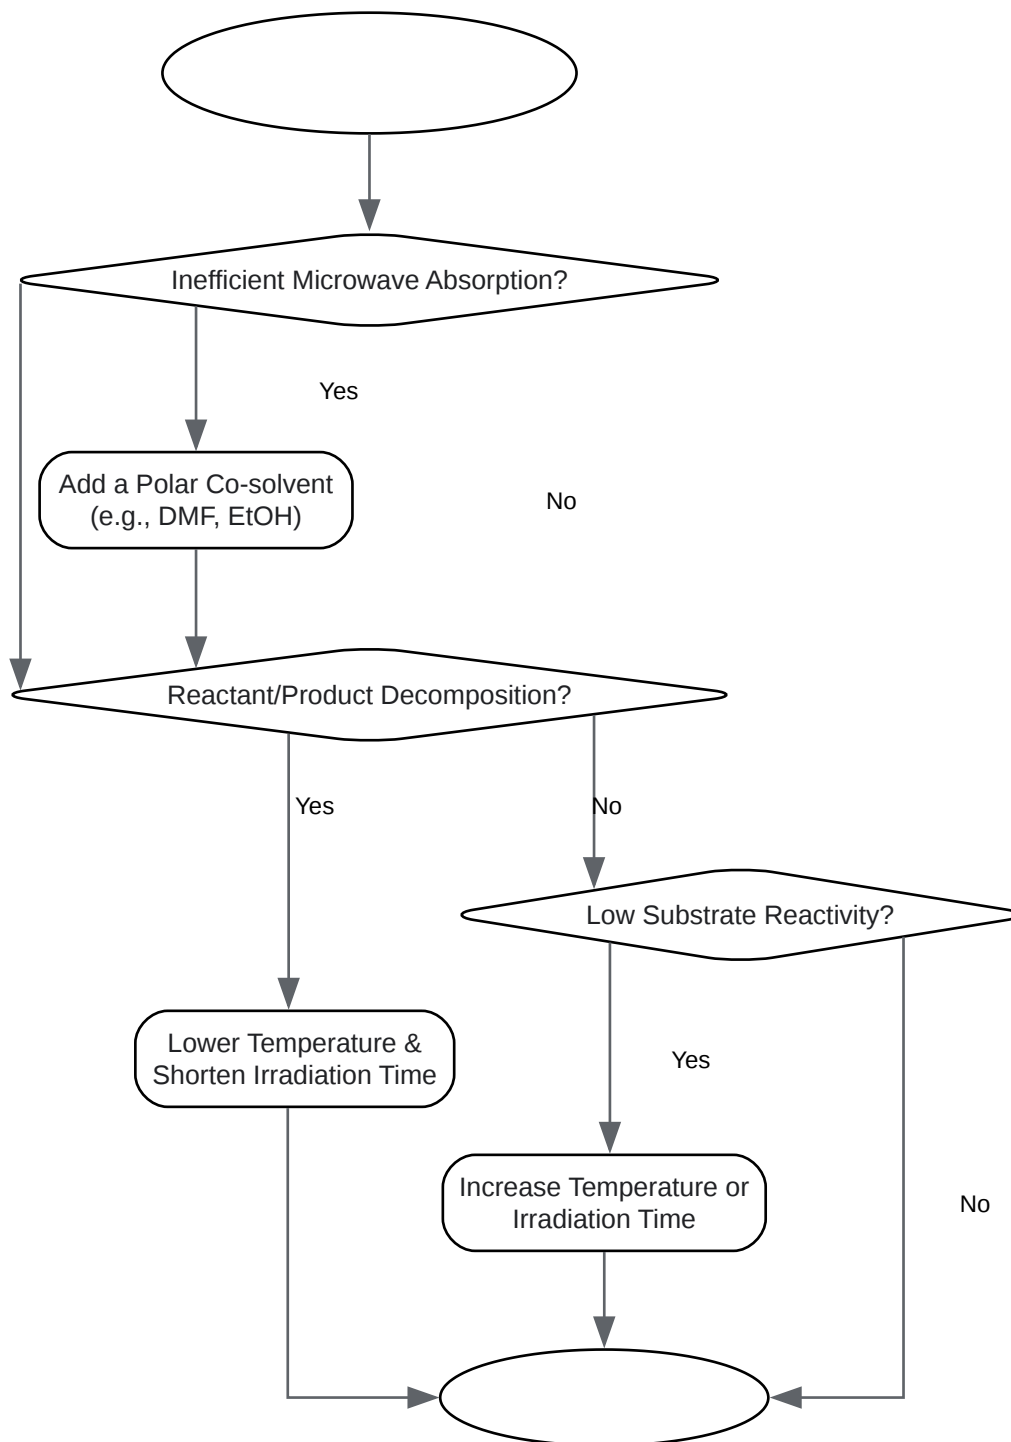 Inefficient Microwave Absorption?
Yes
Add a Polar Co-solvent
(e.g., DMF, EtOH)
No
Reactant/Product Decomposition?
Yes
No
Low Substrate Reactivity?
Lower Temperature &
Shorten Irradiation Time
Yes
Increase Temperature or
Irradiation Time
No